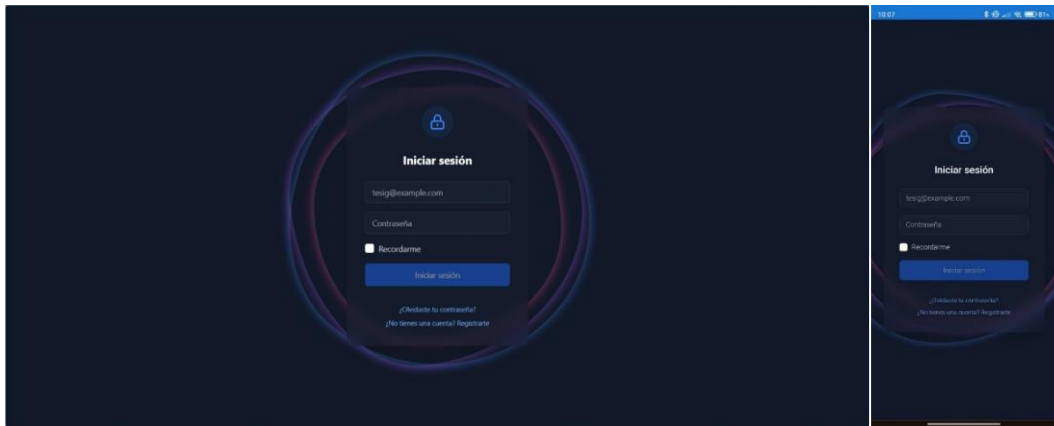 Iniciar sesión
tesig@example.com
Contraseña
Recordarme
Iniciar sesión
¿Olvidaste tu contraseña?
¿No tienes una cuenta? Registrarte
10:07
81%
Iniciar sesión
tesig@example.com
Contraseña
Recordarme
Iniciar sesión
¿Olvidaste tu contraseña?
¿No tienes una cuenta? Registrarte